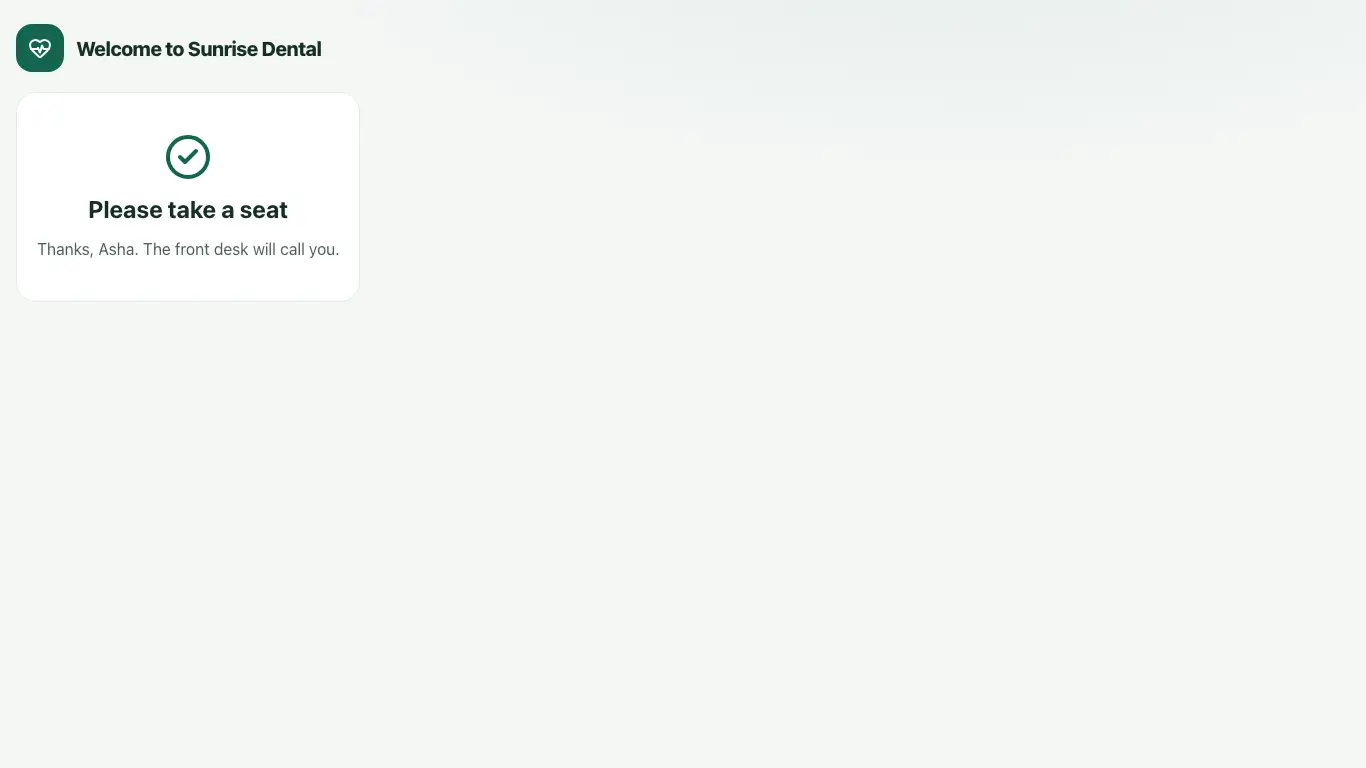 Welcome to Sunrise Dental
Please take a seat
Thanks, Asha. The front desk will call you.